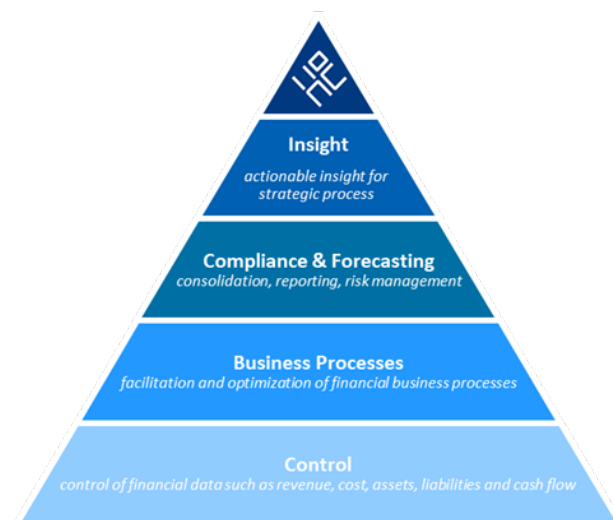 Insight
actionable insight for
strategic process
Compliance & Forecasting
consolidation, reporting, risk management
Business Processes
facilitation and optimization of financial business processes
Control
control of financial data such as revenue, cost, assets, liabilities and cash flow